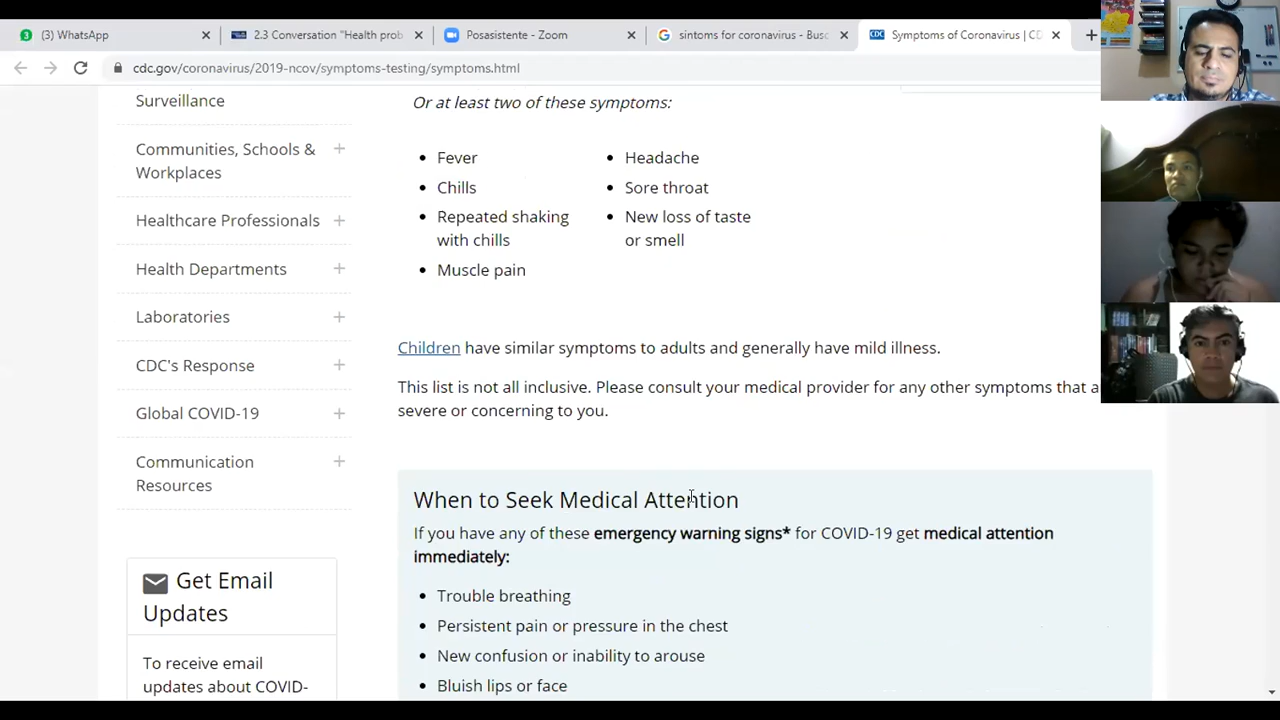 (3) WhatsApp
2.3 Conversation "Health prob
Posasistente - Zoom
sintoms for coronavirus - Busc
Symptoms of Coronavirus | CD
cdc.gov/coronavirus/2019-ncov/symptoms-testing/symptoms.html
Surveillance
Communities, Schools &
Workplaces
Healthcare Professionals
Health Departments
Laboratories
CDC's Response
Global COVID-19
Communication
Resources
Get Email
Updates
To receive email
updates about COVID-
Or at least two of these symptoms:
Fever
Chills
Repeated shaking
with chills
Muscle pain
Headache
Sore throat
New loss of taste
or smell
Children have similar symptoms to adults and generally have mild illness.
This list is not all inclusive. Please consult your medical provider for any other symptoms that a
severe or concerning to you.
When to Seek Medical Attention
If you have any of these emergency warning signs* for COVID-19 get medical attention
immediately:
Trouble breathing
Persistent pain or pressure in the chest
New confusion or inability to arouse
Bluish lips or face